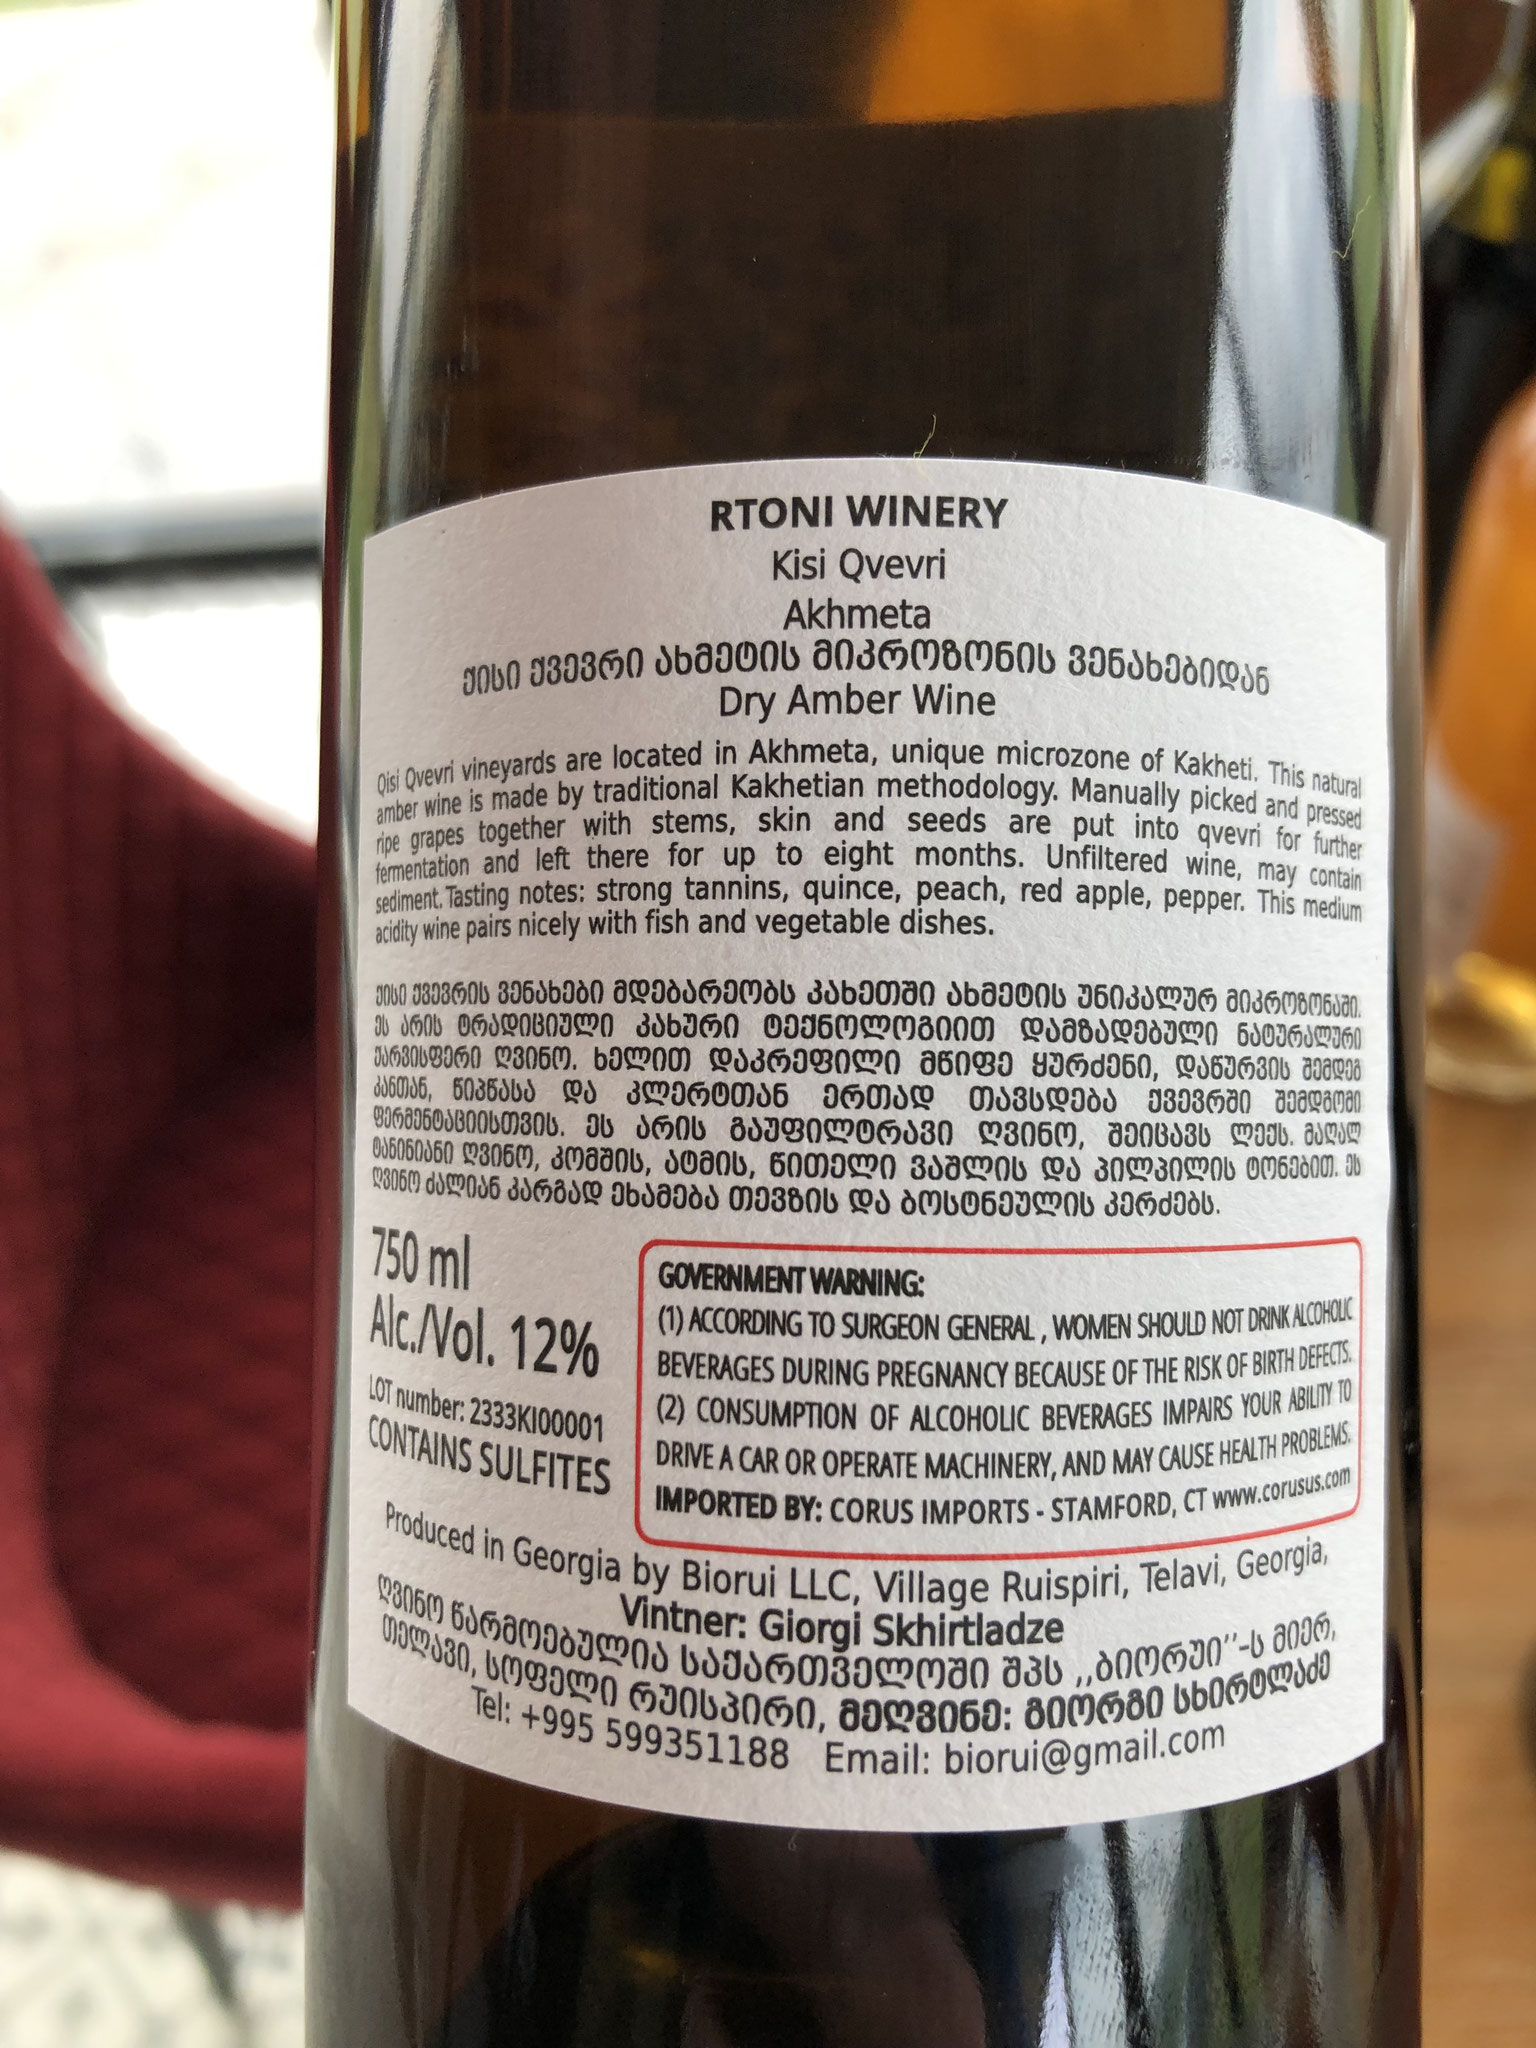 RTONI WINERY
Kisi Qvevri
Akhmeta
ქისი ქვევრი ახმეტის მიკროზონის ვენახებიდან
Dry Amber Wine
Qisi Qvevri vineyards are located in Akhmeta, unique microzone of Kakheti. This natural
amber wine is made by traditional Kakhetian methodology. Manually picked and pressed
ripe grapes together with stems, skin and seeds are put into qvevri for further
fermentation and left there for up to eight months. Unfiltered wine, may contain
sediment. Tasting notes: strong tannins, quince, peach, red apple, pepper. This medium
acidity wine pairs nicely with fish and vegetable dishes.
ქისი ქვევრის ვენახები მდებარეობს კახეთში ახმეტის უნიკალურ მიკროზონაში.
ეს არის ტრადიციული კახური ტექნოლოგიით დამზადებული ნატურალური
ქარვისფერი ღვინო. ხელით დაკრეფილი მწიფე ყურძენი, დაწურვის შემდეგ
კანთან, წიპწასა და კლერტთან ერთად თავსდება ქვევრში შემდგომი
ფერმენტაციისთვის. ეს არის გაუფილტრავი ღვინო, შეიცავს ლექს. მაღალ
ტანინიანი ღვინო, კომშის, ატმის, წითელი ვაშლის და პილპილის ტონებით. ეს
ღვინო ძალიან კარგად ეხამება თევზის და ბოსტნეულის კერძებს.
750 ml
Alc./Vol. 12%
LOT number: 2333KI00001
CONTAINS SULFITES
GOVERNMENT WARNING:
(1) ACCORDING TO SURGEON GENERAL , WOMEN SHOULD NOT DRINK ALCOHOLIC
BEVERAGES DURING PREGNANCY BECAUSE OF THE RISK OF BIRTH DEFECTS.
(2) CONSUMPTION OF ALCOHOLIC BEVERAGES IMPAIRS YOUR ABILITY TO
DRIVE A CAR OR OPERATE MACHINERY, AND MAY CAUSE HEALTH PROBLEMS.
IMPORTED BY: CORUS IMPORTS - STAMFORD, CT www.corusus.com
Produced in Georgia by Biorui LLC, Village Ruispiri, Telavi, Georgia,
Vintner: Giorgi Skhirtladze
ღვინო წარმოებულია საქართველოში შპს ,,ბიორუი''-ს მიერ,
თელავი, სოფელი რუისპირი, მეღვინე: გიორგი სხირტლაძე
Tel: +995 599351188 Email: biorui@gmail.com